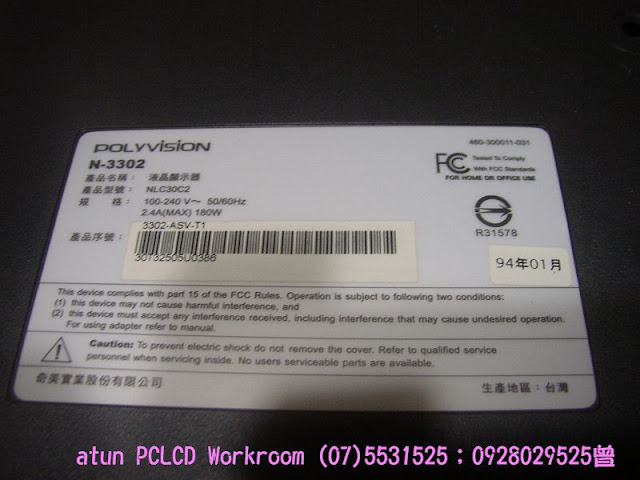 POLYVISION
460-300011-031
N-3302
產品名稱： 液晶顯示器
產品型號： NLC30C2
規　格： 100-240 V～ 50/60Hz
2.4A(MAX) 180W
FCC Tested To Comply
With FCC Standards
FOR HOME OR OFFICE USE
R31578
產品序號：
3302-ASV-T1
30132505U0386
94年01月
This device complies with part 15 of the FCC Rules. Operation is subject to following two conditions:
(1) this device may not cause harmful interference, and
(2) this device must accept any interference received, including interference that may cause undesired operation.
For using adapter refer to manual.
Caution: To prevent electric shock do not remove the cover. Refer to qualified service
personnel when servicing inside. No users serviceable parts are available.
奇美實業股份有限公司
生產地區：台灣
atun PCLCD Workroom (07)5531525；0928029525曾